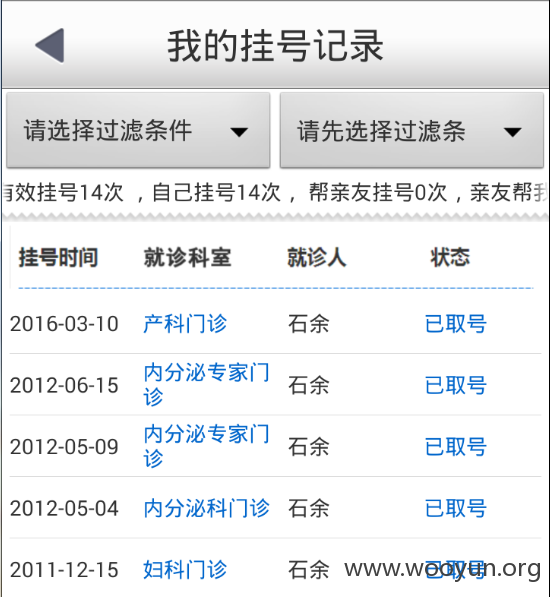 我的挂号记录
请选择过滤条件 请先选择过滤条
有效挂号14次 ，自己挂号14次 ，帮亲友挂号0次，亲友帮我
挂号时间 就诊科室 就诊人 状态
2016-03-10 产科门诊 石余 已取号
2012-06-15 内分泌专家门诊 石余 已取号
2012-05-09 内分泌专家门诊 石余 已取号
2012-05-04 内分泌科门诊 石余 已取号
2011-12-15 妇科门诊 石余 已取号
www.wooyun.org